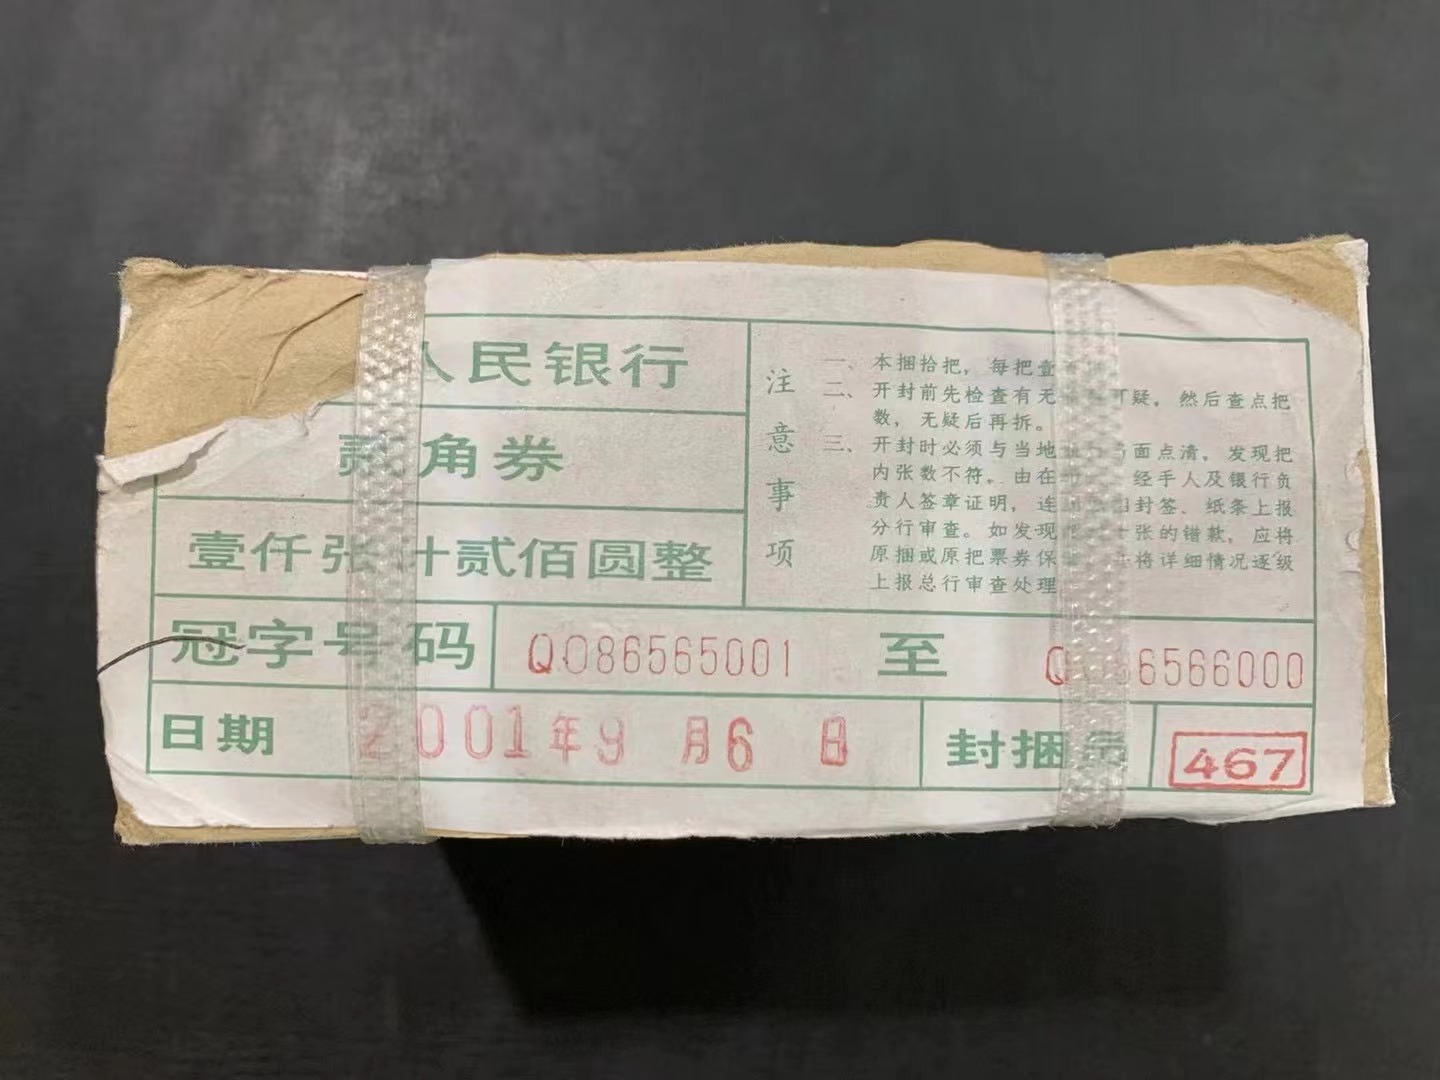 人民银行
贰角券
壹仟张计贰佰圆整
注意事项
一、本捆拾把，每把壹
二、开封前先检查有无 可疑，然后查点把
数，无疑后再拆。
三、开封时必须与当地 当面点清，发现把
内张数不符。由在 经手人及银行负
责人签章证明，连 封签、纸条上报
分行审查。如发现 张的错款，应将
原捆或原把票券保 并将详细情况逐级
上报总行审查处理
冠字号码 QO86565001 至 Q 6566000
日期 2001年9月6日 封捆员 467